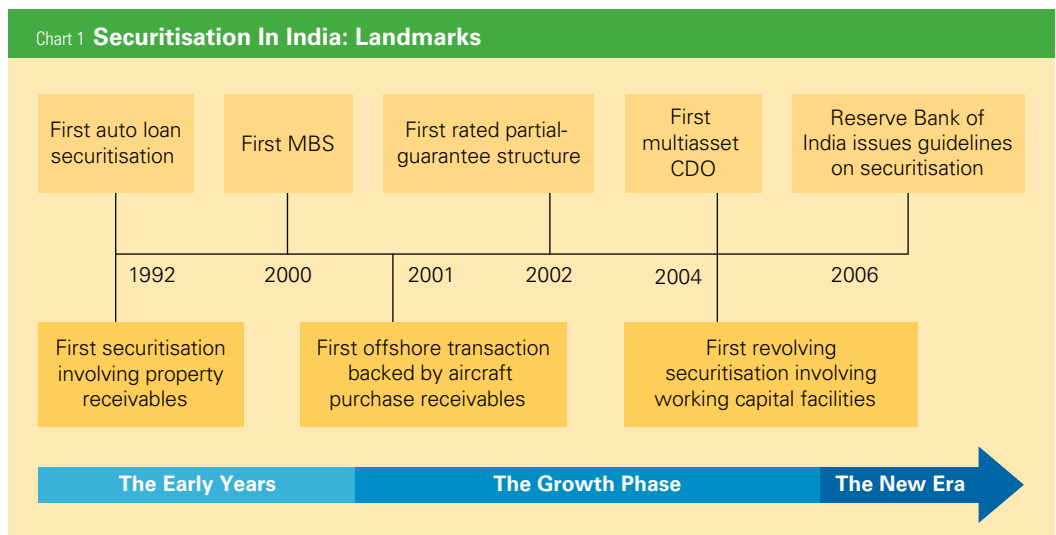 Chart 1 Securitisation In India: Landmarks
First auto loan
securitisation
First MBS
First rated partial-
guarantee structure
First
multiasset
CDO
Reserve Bank of
India issues guidelines
on securitisation
1992
2000
2001
2002
2004
2006
First securitisation
involving property
receivables
First offshore transaction
backed by aircraft
purchase receivables
First revolving
securitisation involving
working capital facilities
The Early Years
The Growth Phase
The New Era